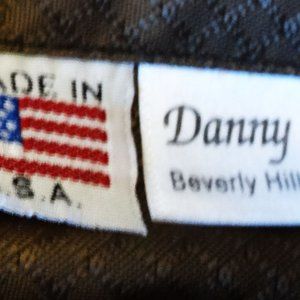 ADE IN
.S.A.
Danny
Beverly Hill